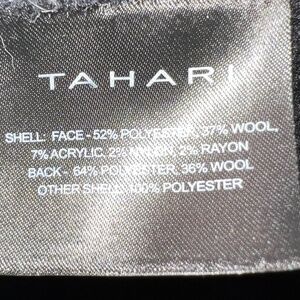 TAHARI
SHELL: FACE - 52% POLYESTER, 37% WOOL,
7% ACRYLIC, 2% NYLON, 2% RAYON
BACK - 64% POLYESTER, 36% WOOL
OTHER SHELL: 100% POLYESTER